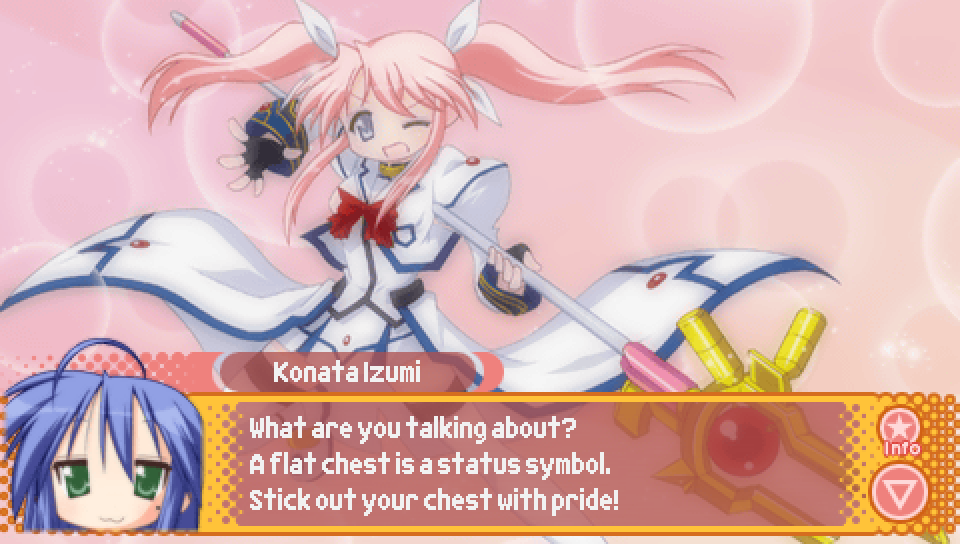 Konata Izumi
What are you talking about?
A flat chest is a status symbol.
Stick out your chest with pride!
Info